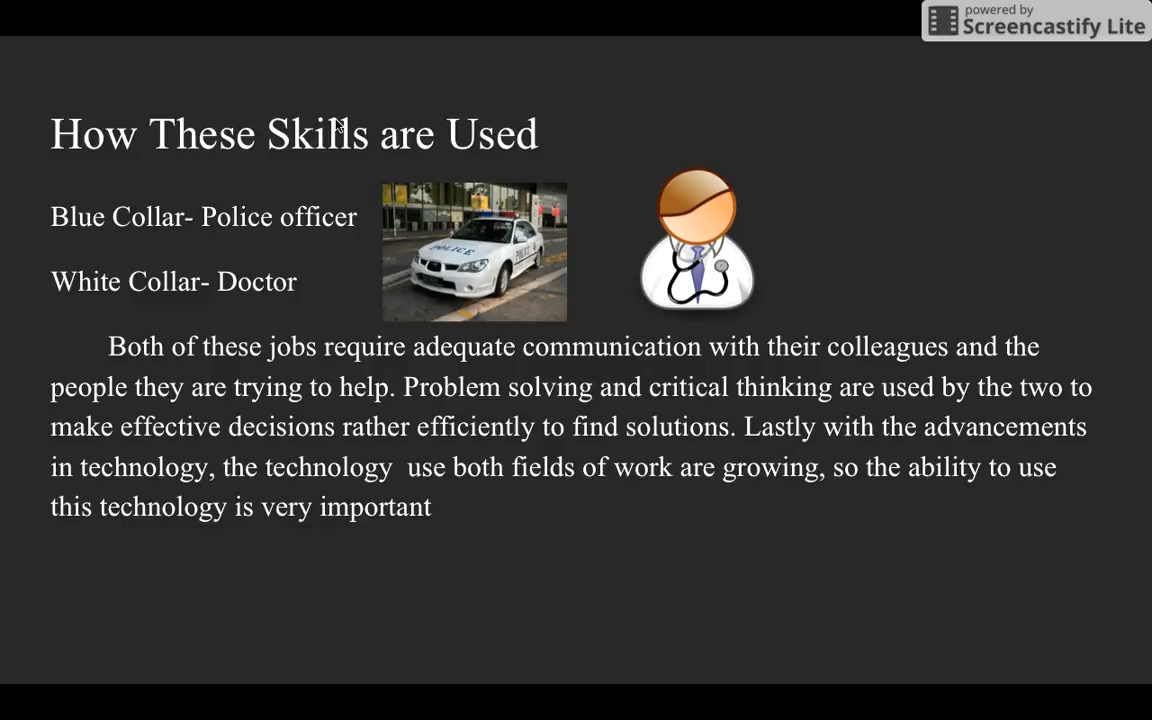 powered by
Screencastify Lite
How These Skills are Used
Blue Collar- Police officer
POLICE
White Collar- Doctor
Both of these jobs require adequate communication with their colleagues and the
people they are trying to help. Problem solving and critical thinking are used by the two to
make effective decisions rather efficiently to find solutions. Lastly with the advancements
in technology, the technology  use both fields of work are growing, so the ability to use
this technology is very important